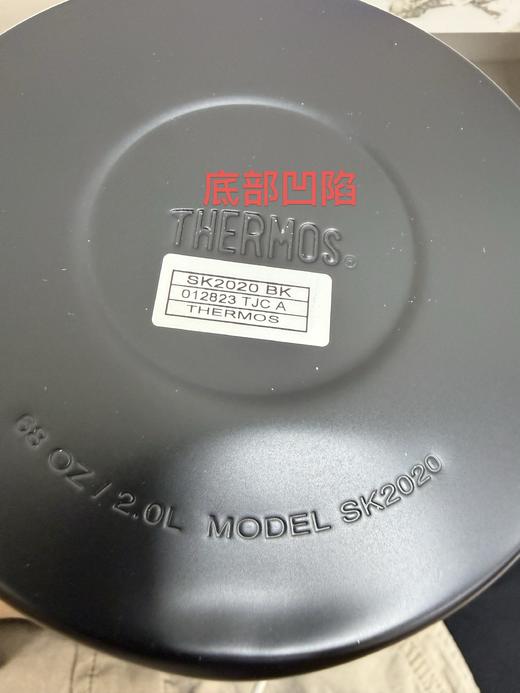 底部凹陷
THERMOS®
SK2020 BK
012823 TJC A
THERMOS
68 OZ / 2.0L MODEL SK2020